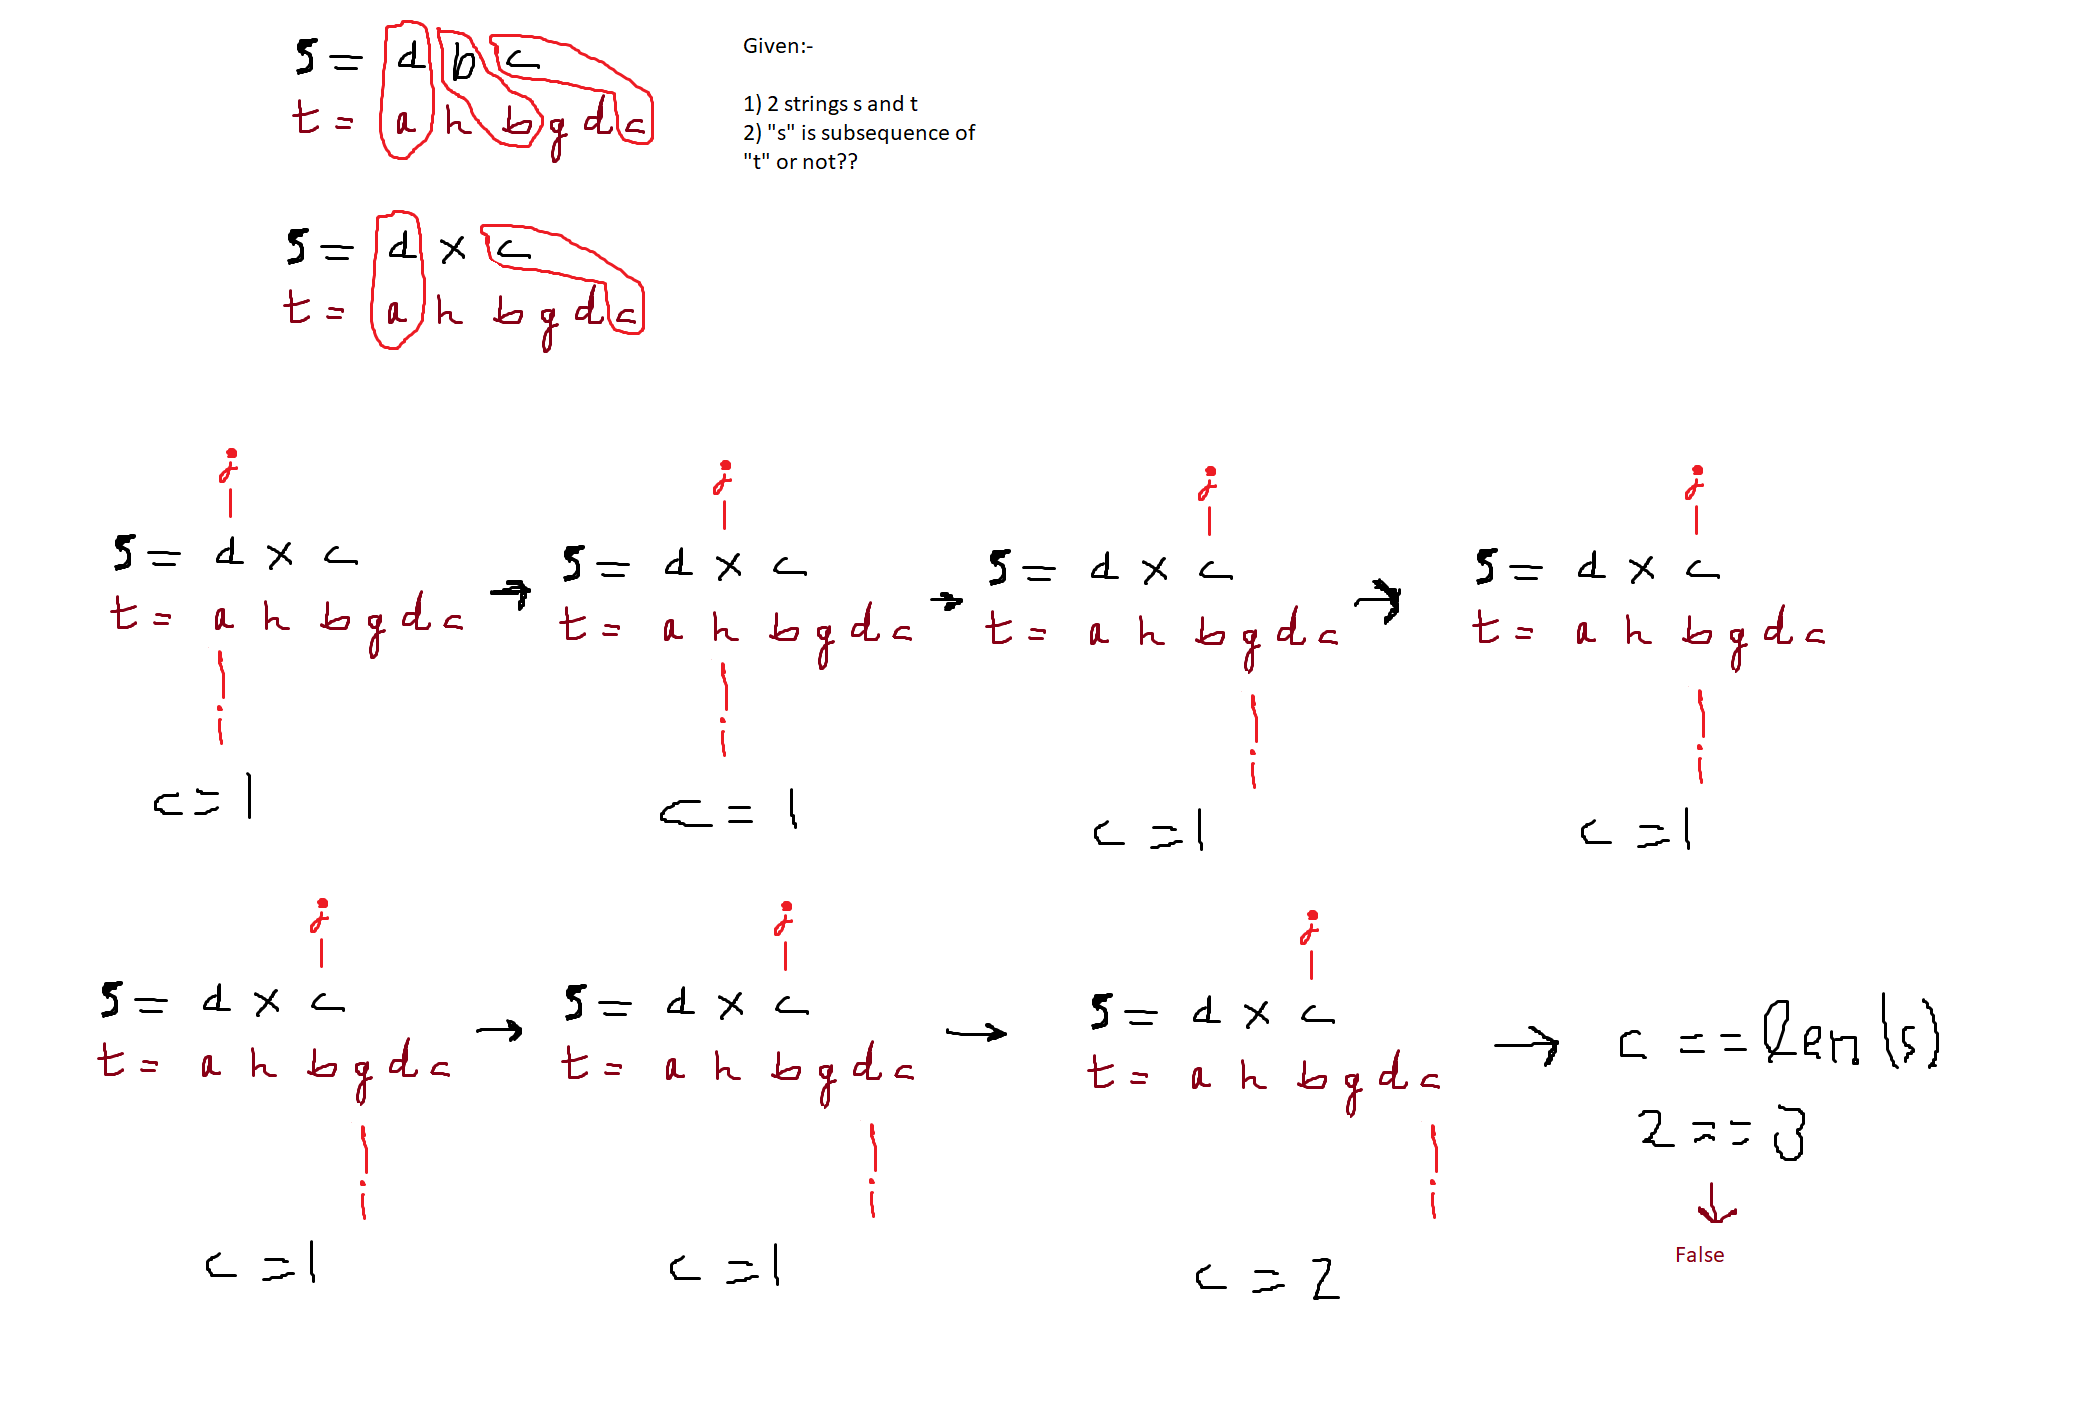 s = d b c
t = a h b g d c
Given:-
1) 2 strings s and t
2) "s" is subsequence of
"t" or not??
s = d x c
t = a h b g d c
j
s = d x c
t = a h b g d c
i
c = 1
j
s = d x c
t = a h b g d c
i
c = 1
j
s = d x c
t = a h b g d c
i
c = 1
j
s = d x c
t = a h b g d c
i
c = 1
j
s = d x c
t = a h b g d c
i
c = 1
j
s = d x c
t = a h b g d c
i
c = 1
j
s = d x c
t = a h b g d c
i
c = 2
c == len(s)
2 == 3
False